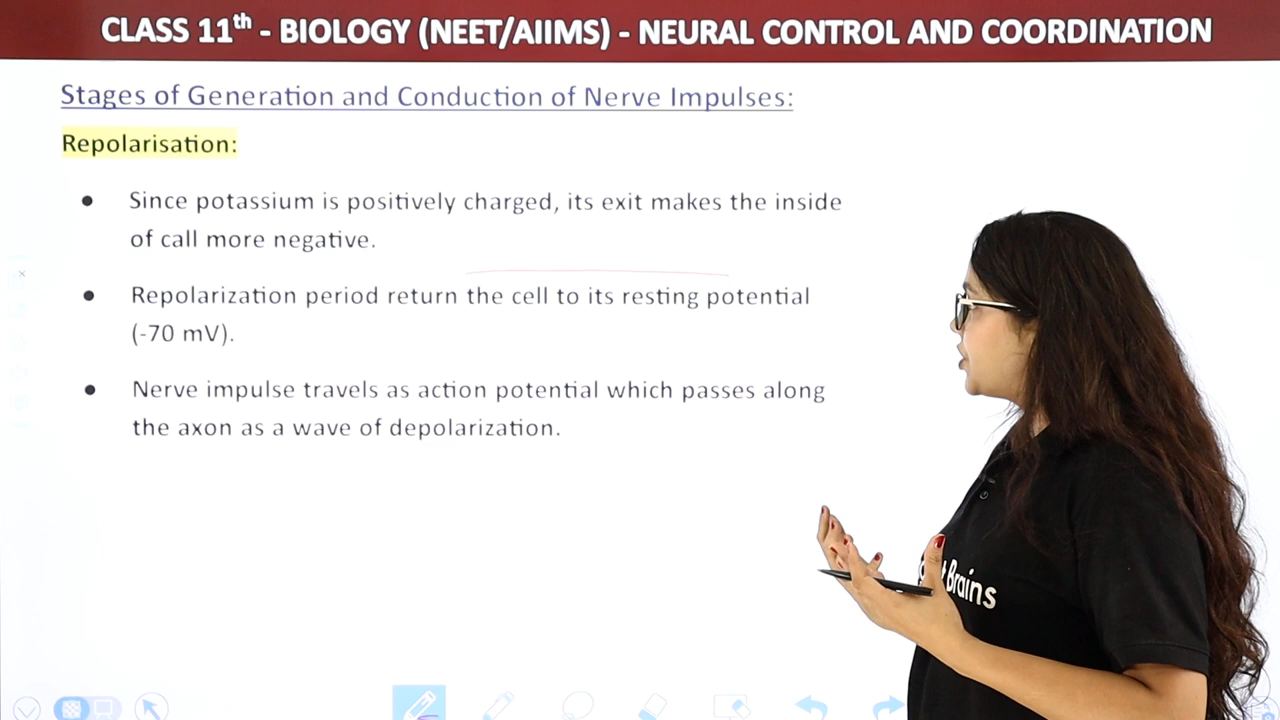 CLASS 11th - BIOLOGY (NEET/AIIMS) - NEURAL CONTROL AND COORDINATION
Stages of Generation and Conduction of Nerve Impulses:
Repolarisation:
Since potassium is positively charged, its exit makes the inside
of call more negative.
Repolarization period return the cell to its resting potential
(-70 mV).
Nerve impulse travels as action potential which passes along
the axon as a wave of depolarization.
Brains